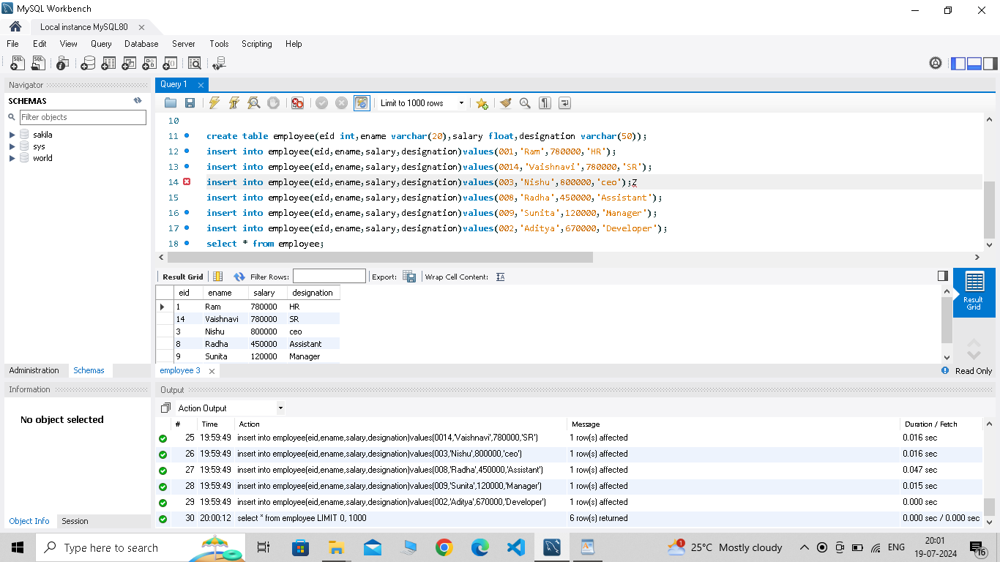 MySQL Workbench
Local instance MySQL80
File Edit View Query Database Server Tools Scripting Help
Navigator
SCHEMAS
Filter objects
sakila
sys
world
Administration Schemas
Information
No object selected
Object Info Session
Query 1
Limit to 1000 rows
10
11 create table employee(eid int,ename varchar(20),salary float,designation varchar(50));
12 insert into employee(eid,ename,salary,designation)values(001,'Ram',780000,'HR');
13 insert into employee(eid,ename,salary,designation)values(0014,'Vaishnavi',780000,'SR');
14 insert into employee(eid,ename,salary,designation)values(003,'Nishu',800000,'ceo');Z
15 insert into employee(eid,ename,salary,designation)values(008,'Radha',450000,'Assistant');
16 insert into employee(eid,ename,salary,designation)values(009,'Sunita',120000,'Manager');
17 insert into employee(eid,ename,salary,designation)values(002,'Aditya',670000,'Developer');
18 select * from employee;
Result Grid Filter Rows: Export: Wrap Cell Content:
eid ename salary designation
1 Ram 780000 HR
14 Vaishnavi 780000 SR
3 Nishu 800000 ceo
8 Radha 450000 Assistant
9 Sunita 120000 Manager
Result
Grid
employee 3
Read Only
Output
Action Output
# Time Action Message Duration / Fetch
25 19:59:49 insert into employee(eid,ename,salary,designation)values(0014,'Vaishnavi',780000,'SR') 1 row(s) affected 0.016 sec
26 19:59:49 insert into employee(eid,ename,salary,designation)values(003,'Nishu',800000,'ceo') 1 row(s) affected 0.016 sec
27 19:59:49 insert into employee(eid,ename,salary,designation)values(008,'Radha',450000,'Assistant') 1 row(s) affected 0.047 sec
28 19:59:49 insert into employee(eid,ename,salary,designation)values(009,'Sunita',120000,'Manager') 1 row(s) affected 0.015 sec
29 19:59:49 insert into employee(eid,ename,salary,designation)values(002,'Aditya',670000,'Developer') 1 row(s) affected 0.000 sec
30 20:00:12 select * from employee LIMIT 0, 1000 6 row(s) returned 0.000 sec / 0.000 sec
Type here to search
1
25°C Mostly cloudy
ENG
20:01
19-07-2024
16